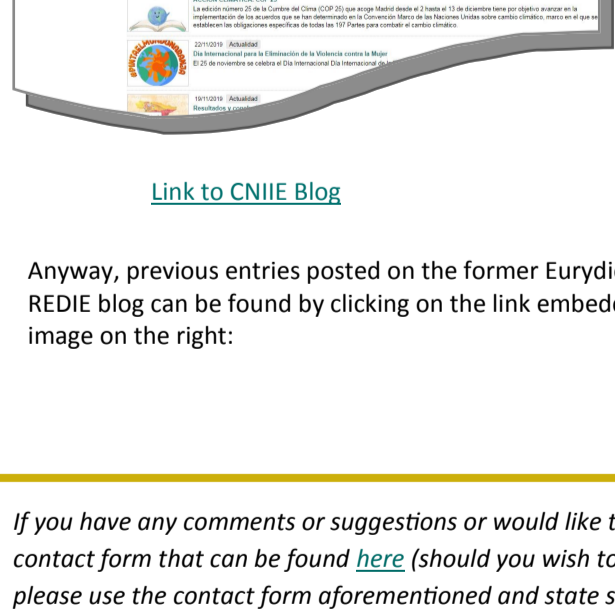 La edición número 25 de la Cumbre del Clima (COP 25) que acoge Madrid desde el 2 hasta el 13 de diciembre tiene por objetivo avanzar en la
implementación de los acuerdos que se han determinado en la Convención Marco de las Naciones Unidas sobre cambio climático, marco en el que se
establecen las obligaciones específicas de todas las 197 Partes para combatir el cambio climático.
22/11/2019 Actualidad
Día Internacional para la Eliminación de la Violencia contra la Mujer
El 25 de noviembre se celebra el Día Internacional Día Internacional de
19/11/2019 Actualidad
Resultados y
Link to CNIIE Blog
Anyway, previous entries posted on the former Eurydi
REDIE blog can be found by clicking on the link embed
image on the right:
If you have any comments or suggestions or would like t
contact form that can be found here (should you wish to
please use the contact form aforementioned and state s